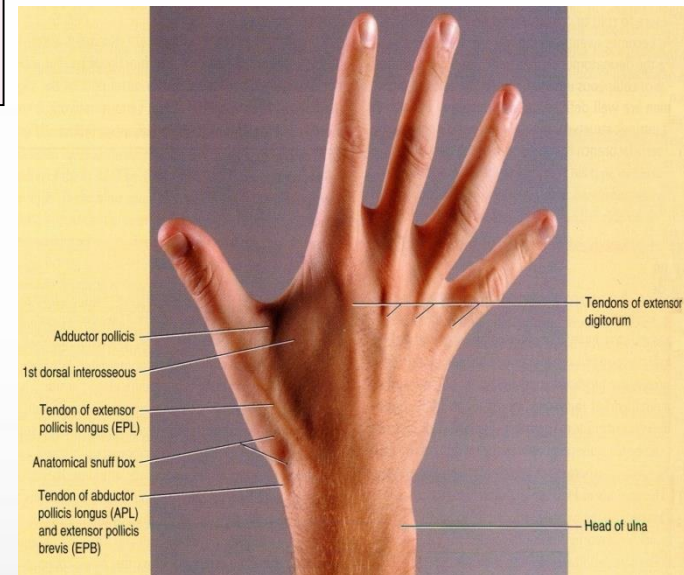 Adductor pollicis
1st dorsal interosseous
Tendon of extensor
pollicis longus (EPL)
Anatomical snuff box
Tendon of abductor
pollicis longus (APL)
and extensor pollicis
brevis (EPB)
Tendons of extensor
digitorum
Head of ulna